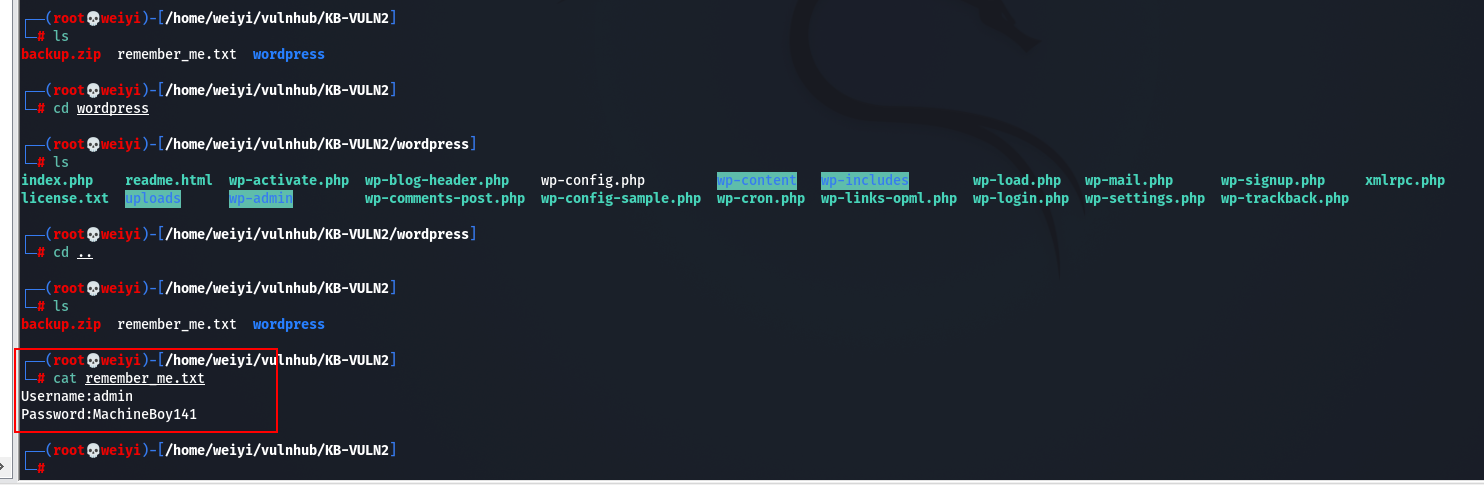 ┌──(root💀weiyi)-[/home/weiyi/vulnhub/KB-VULN2]
└─# ls
backup.zip  remember_me.txt  wordpress
┌──(root💀weiyi)-[/home/weiyi/vulnhub/KB-VULN2]
└─# cd wordpress
┌──(root💀weiyi)-[/home/weiyi/vulnhub/KB-VULN2/wordpress]
└─# ls
index.php    readme.html  wp-activate.php  wp-blog-header.php    wp-config.php         wp-content   wp-includes        wp-load.php   wp-mail.php      wp-signup.php     xmlrpc.php
license.txt  uploads      wp-admin         wp-comments-post.php  wp-config-sample.php  wp-cron.php  wp-links-opml.php  wp-login.php  wp-settings.php  wp-trackback.php
┌──(root💀weiyi)-[/home/weiyi/vulnhub/KB-VULN2/wordpress]
└─# cd ..
┌──(root💀weiyi)-[/home/weiyi/vulnhub/KB-VULN2]
└─# ls
backup.zip  remember_me.txt  wordpress
┌──(root💀weiyi)-[/home/weiyi/vulnhub/KB-VULN2]
└─# cat remember_me.txt
Username:admin
Password:MachineBoy141
┌──(root💀weiyi)-[/home/weiyi/vulnhub/KB-VULN2]
└─#